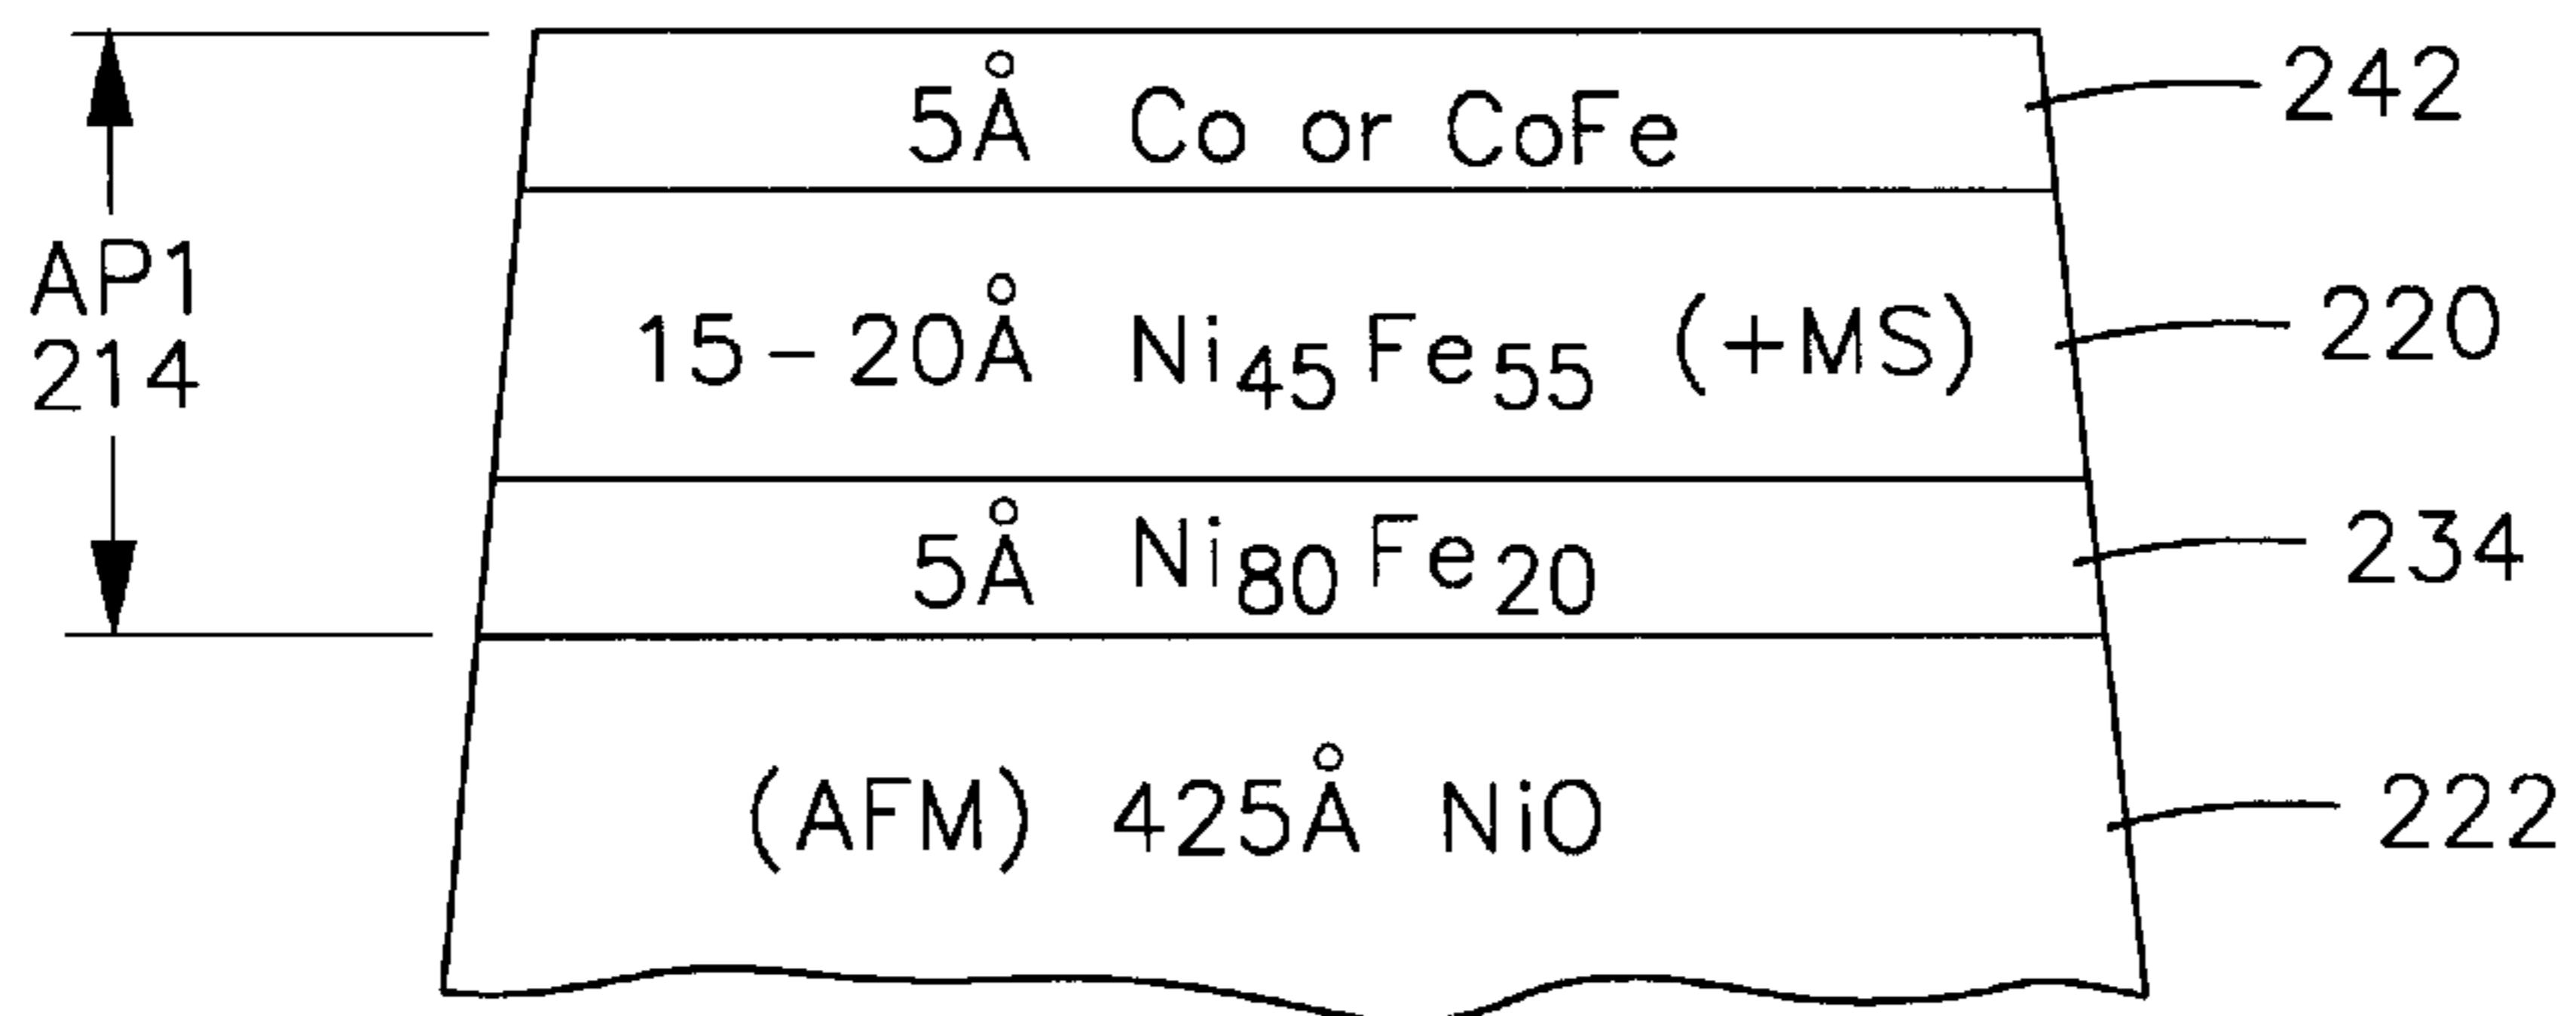 5Å Co or CoFe
242
AP1
214
15-20Å Ni45Fe55 (+MS)
220
5Å Ni80Fe20
234
(AFM) 425Å NiO
222